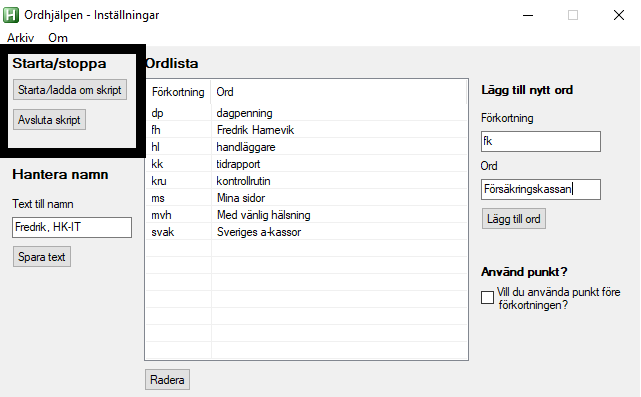 Ordhjälpen - Inställningar
Arkiv Om
Starta/stoppa
Starta/ladda om skript
Avsluta skript
Hantera namn
Text till namn
Fredrik, HK-IT
Spara text
Ordlista
Förkortning Ord
dp dagpenning
fh Fredrik Harnevik
hl handläggare
kk tidrapport
kru kontrollrutin
ms Mina sidor
mvh Med vänlig hälsning
svak Sveriges a-kassor
Radera
Lägg till nytt ord
Förkortning
fk
Ord
Försäkringskassan
Lägg till ord
Använd punkt?
Vill du använda punkt före
förkortningen?